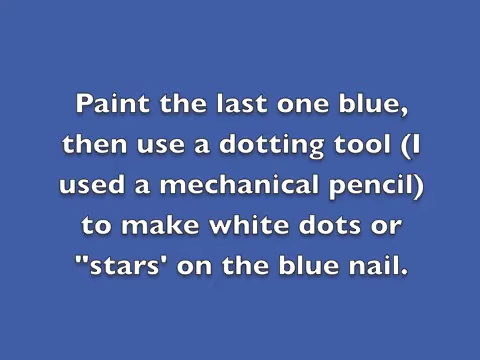 Paint the last one blue,
then use a dotting tool (I
used a mechanical pencil)
to make white dots or
"stars' on the blue nail.